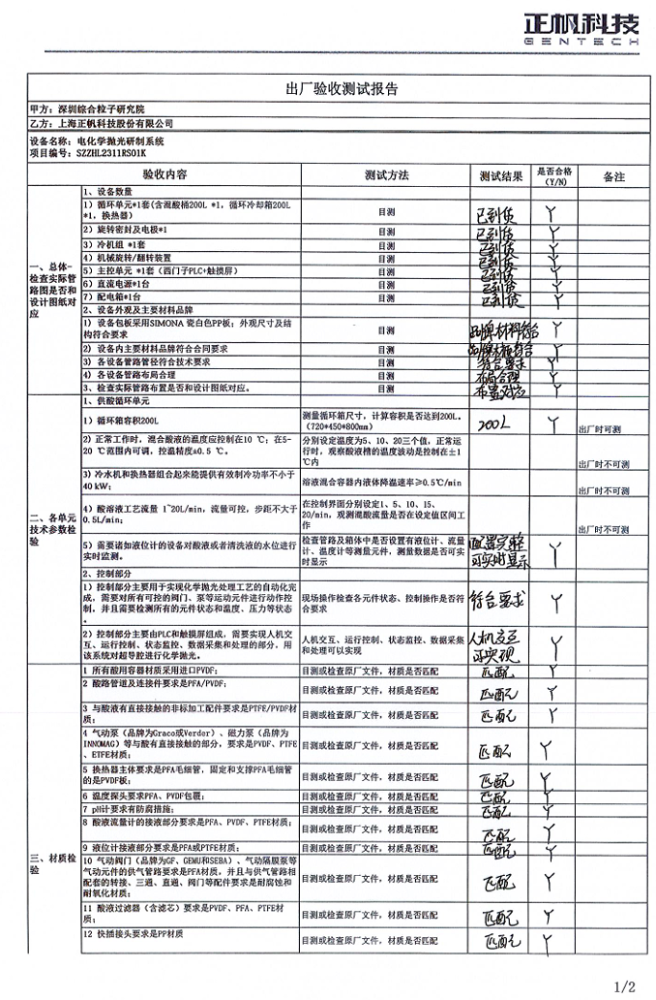 正帆科技
GENTECH
出厂验收测试报告
甲方：深圳综合粒子研究院
乙方：上海正帆科技股份有限公司
设备名称：电化学抛光研制系统
项目编号：SZZHL2311RS01K
验收内容 测试方法 测试结果 是否合格（Y/N） 备注
一、总体-检查实际管路图是否和设计图纸对应
1、设备数量
1）循环单元*1套(含混酸桶200L *1，循环冷却箱200L *1，换热器） 目测 已到货 Y
2）旋转密封及电极*1 目测 已到货 Y
3）冷机组 *1套 目测 已到货 Y
4）机械旋转/翻转装置 目测 已到货 Y
5）主控单元 *1套（西门子PLC+触摸屏） 目测 已到货 Y
6）直流电源*1台 目测 已到货 Y
7）配电箱*1台 目测 已到货 Y
2、设备外观及主要材料品牌
1）设备包板采用SIMONA 瓷白色PP板；外观尺寸及结构符合要求 目测 品牌材料符合 Y
2）设备内主要材料品牌符合合同要求 目测 品牌材料符合 Y
3）各设备管路管径符合技术要求 目测 符合要求 Y
4）各设备管路布局合理 目测 布局合理 Y
3、检查实际管路布置是否和设计图纸对应。 目测 布置对应 Y
二、各单元技术参数检验
1、供酸循环单元
1）循环箱容积200L 测量循环箱尺寸，计算容积是否达到200L。（720*450*800mm） 200L Y 出厂时可测
2）正常工作时，混合酸液的温度应控制在10 ℃；在5-20 ℃范围内可调，控温精度±0.5 ℃。 分别设定温度为5、10、20三个值，正常运行时，观察酸液槽的温度波动是控制在±1℃内 出厂时不可测
3）冷水机和换热器组合起来能提供有效制冷功率不小于40 kW； 溶液混合容器内液体降温速率≥0.5℃/min 出厂时不可测
4）酸溶液工艺流量 1~20L/min，流量可控，步距不大于0.5L/min； 在控制界面分别设定1、5、10、15、20/min，观测混酸流量是否在设定值区间工作 出厂时不可测
5）需要诸如液位计的设备对酸液或者清洗液的水位进行实时监测。 检查管路及箱体中是否设置有液位计、流量计、温度计等测量元件，测量数据是否可实时显示 配置完整可实时显示 Y
2、控制部分
1）控制部分主要用于实现化学抛光处理工艺的自动化完成，需要对所有可控的阀门、泵等运动元件进行动作控制，并且需要检测所有的元件状态和温度、压力等状态。 现场操作检查各元件状态、控制操作是否符合要求 符合要求 Y
2）控制部分主要由PLC和触摸屏组成，需要实现人机交互、运行控制、状态监控、数据采集和处理的部分，用该系统对超导腔进行化学抛光。 人机交互、运行控制、状态监控、数据采集和处理可以实现 人机交互可实现 Y
三、材质检验
1 所有酸用容器材质采用进口PVDF； 目测或检查原厂文件，材质是否匹配 匹配 Y
2 酸路管道及连接件要求是PFA/PVDF； 目测或检查原厂文件，材质是否匹配 匹配 Y
3 与酸液有直接接触的非标加工配件要求是PTFE/PVDF材质； 目测或检查原厂文件，材质是否匹配 匹配 Y
4 气动泵（品牌为Graco或Verder）、磁力泵（品牌为INNOMAG）等与酸有直接接触的部分，要求是PVDF、PTFE、ETFE材质； 目测或检查原厂文件，材质是否匹配 匹配 Y
5 换热器主体要求是PFA毛细管，固定和支撑PFA毛细管的是PVDF板； 目测或检查原厂文件，材质是否匹配 匹配 Y
6 温度探头要求PFA、PVDF包覆； 目测或检查原厂文件，材质是否匹配 匹配 Y
7 pH计要求有防腐措施； 目测或检查原厂文件，材质是否匹配 匹配 Y
8 酸液流量计的接液部分要求是PFA、PVDF、PTFE材质； 目测或检查原厂文件，材质是否匹配 匹配 Y
9 液位计接液部分要求是PFA或PTFE材质； 目测或检查原厂文件，材质是否匹配 匹配 Y
10 气动阀门（品牌为GF、GEMU和SEBA）、气动隔膜泵等气动元件的供气管路要求是PFA材质，并且与供气管路相配套的转接、三通、直通、阀门等配件要求是耐腐蚀和耐氧化材质； 目测或检查原厂文件，材质是否匹配 匹配 Y
11 酸液过滤器（含滤芯）要求是PVDF、PFA、PTFE材质； 目测或检查原厂文件，材质是否匹配 匹配 Y
12 快插接头要求是PP材质 目测或检查原厂文件，材质是否匹配 匹配 Y
1/2